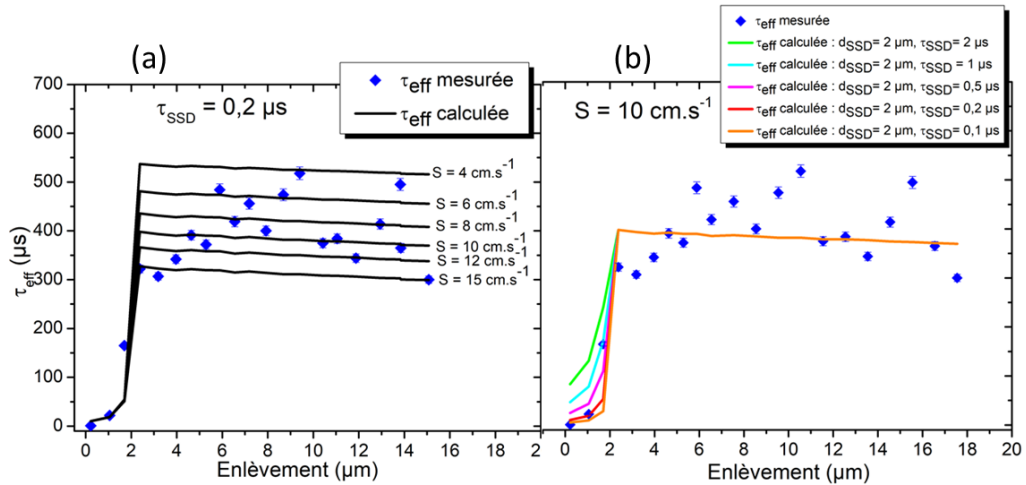 (a)
τeff mesurée
τeff calculée
τSSD = 0,2 µs
S = 4 cm.s-1
S = 6 cm.s-1
S = 8 cm.s-1
S = 10 cm.s-1
S = 12 cm.s-1
S = 15 cm.s-1
700
600
500
400
300
200
100
0
τeff (µs)
0 2 4 6 8 10 12 14 16 18 2
Enlèvement (µm)
(b)
τeff mesurée
τeff calculée : dSSD= 2 µm, τSSD= 2 µs
τeff calculée : dSSD= 2 µm, τSSD= 1 µs
τeff calculée : dSSD= 2 µm, τSSD= 0,5 µs
τeff calculée : dSSD= 2 µm, τSSD= 0,2 µs
τeff calculée : dSSD= 2 µm, τSSD= 0,1 µs
S = 10 cm.s-1
0 2 4 6 8 10 12 14 16 18 20
Enlèvement (µm)